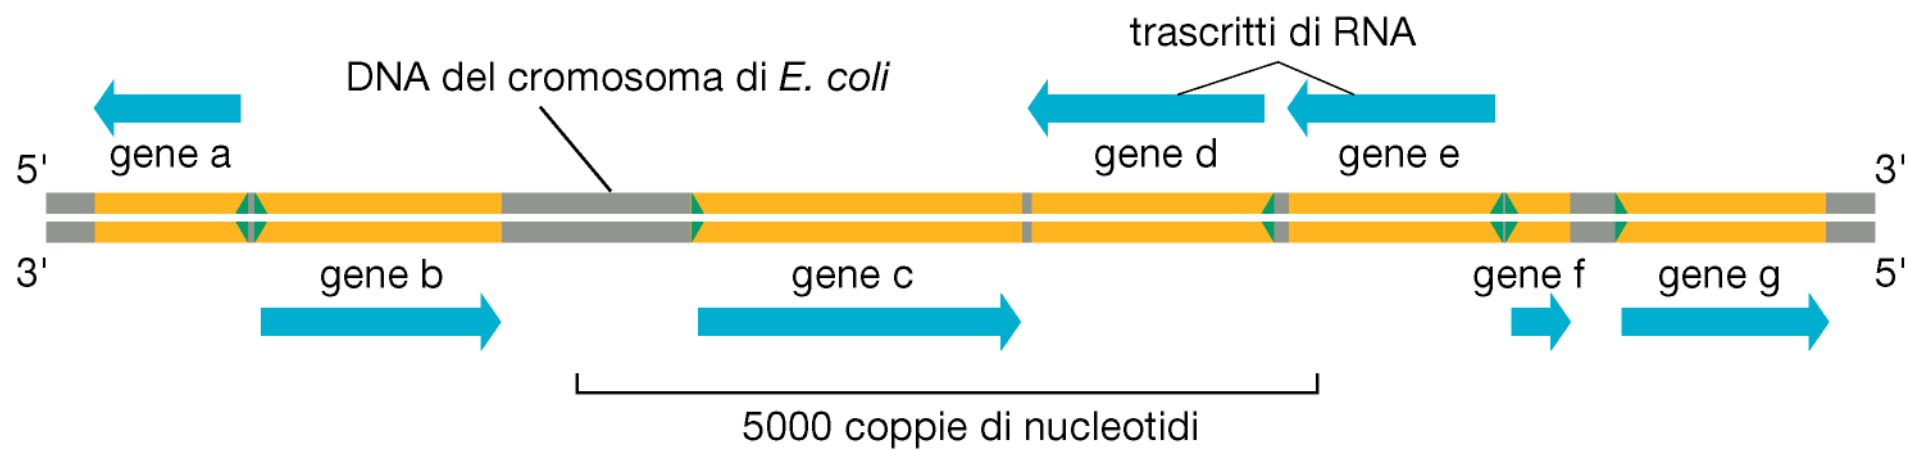 trascritti di RNA
DNA del cromosoma di E. coli
gene a
gene d
gene e
5'
3'
3'
5'
gene b
gene c
gene f
gene g
5000 coppie di nucleotidi